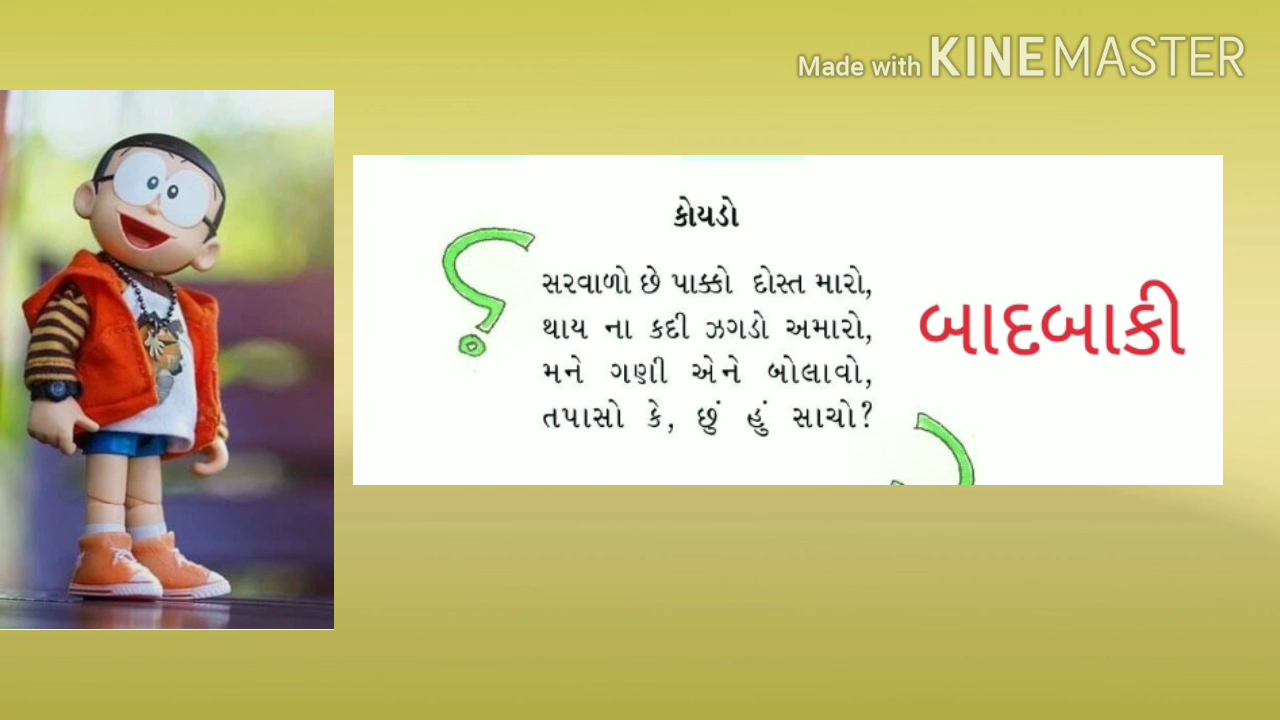 Made with KINEMASTER
કોયડો
સરવાળો છે પાક્કો દોસ્ત મારો,
થાય ના કદી ઝગડો અમારો,
મને ગણી એને બોલાવો,
તપાસો કે, છું હું સાચો?
બાદબાકી